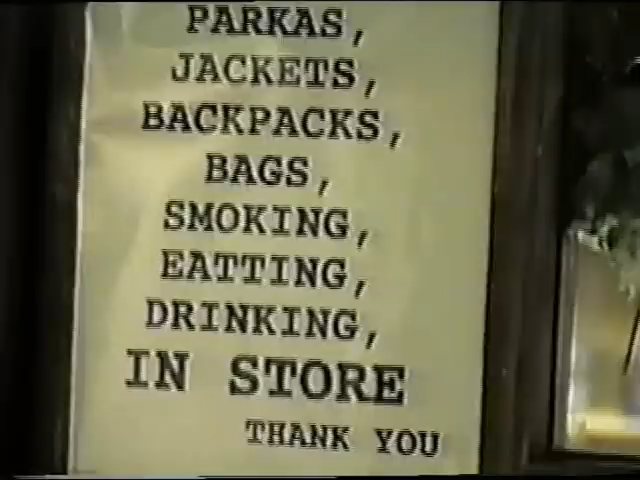 PARKAS,
JACKETS,
BACKPACKS,
BAGS,
SMOKING,
EATTING,
DRINKING,
IN STORE
THANK YOU